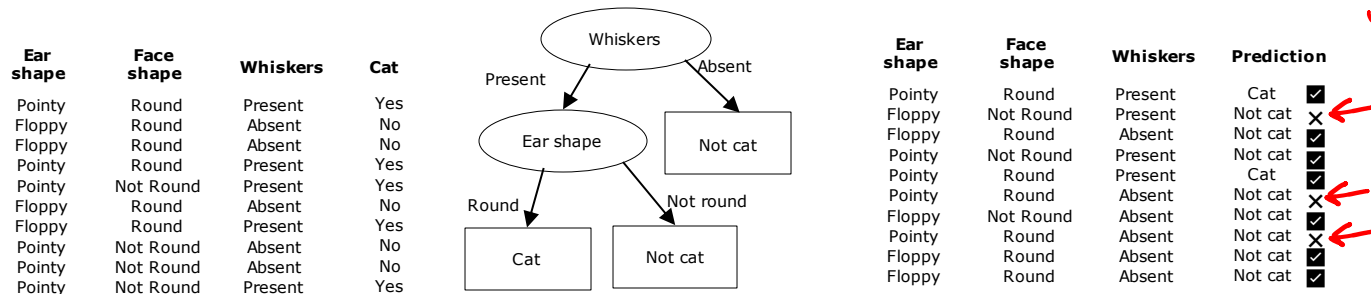 Ear shape Face shape Whiskers Cat
Pointy Round Present Yes
Floppy Round Absent No
Floppy Round Absent No
Pointy Round Present Yes
Pointy Not Round Present Yes
Floppy Round Absent No
Floppy Round Present Yes
Pointy Not Round Absent No
Pointy Not Round Absent No
Pointy Not Round Present Yes
Whiskers
Present
Absent
Ear shape
Not cat
Round
Not round
Cat
Not cat
Ear shape Face shape Whiskers Prediction
Pointy Round Present Cat
Floppy Not Round Present Not cat
Floppy Round Absent Not cat
Pointy Not Round Present Not cat
Pointy Round Present Cat
Pointy Round Absent Not cat
Floppy Not Round Absent Not cat
Pointy Round Absent Not cat
Floppy Round Absent Not cat
Floppy Round Absent Not cat